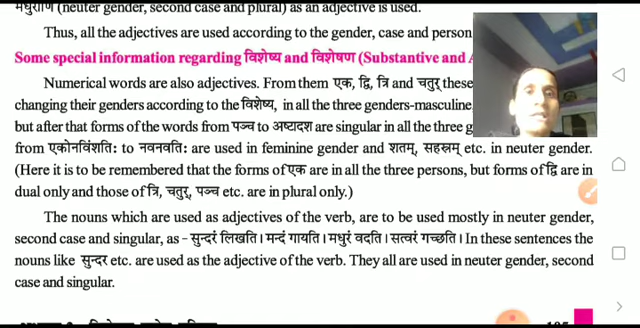 मधुराणि (neuter gender, second case and plural) as an adjective is used.
Thus, all the adjectives are used according to the gender, case and person
Some special information regarding विशेष्य and विशेषण (Substantive and
Numerical words are also adjectives. From them एक, द्वि, त्रि and चतुर् these
changing their genders according to the विशेष्य, in all the three genders-masculine
but after that forms of the words from पञ्च to अष्टादश are singular in all the three
from एकोनविंशतिः to नवनवतिः are used in feminine gender and शतम्, सहस्रम् etc. in neuter gender.
(Here it is to be remembered that the forms of एक are in all the three persons, but forms of द्वि are in
dual only and those of त्रि, चतुर्, पञ्च etc. are in plural only.)
The nouns which are used as adjectives of the verb, are to be used mostly in neuter gender,
second case and singular, as – सुन्दरं लिखति। मन्दं गायति। मधुरं वदति। सत्वरं गच्छति। In these sentences the
nouns like सुन्दर etc. are used as the adjective of the verb. They all are used in neuter gender, second
case and singular.